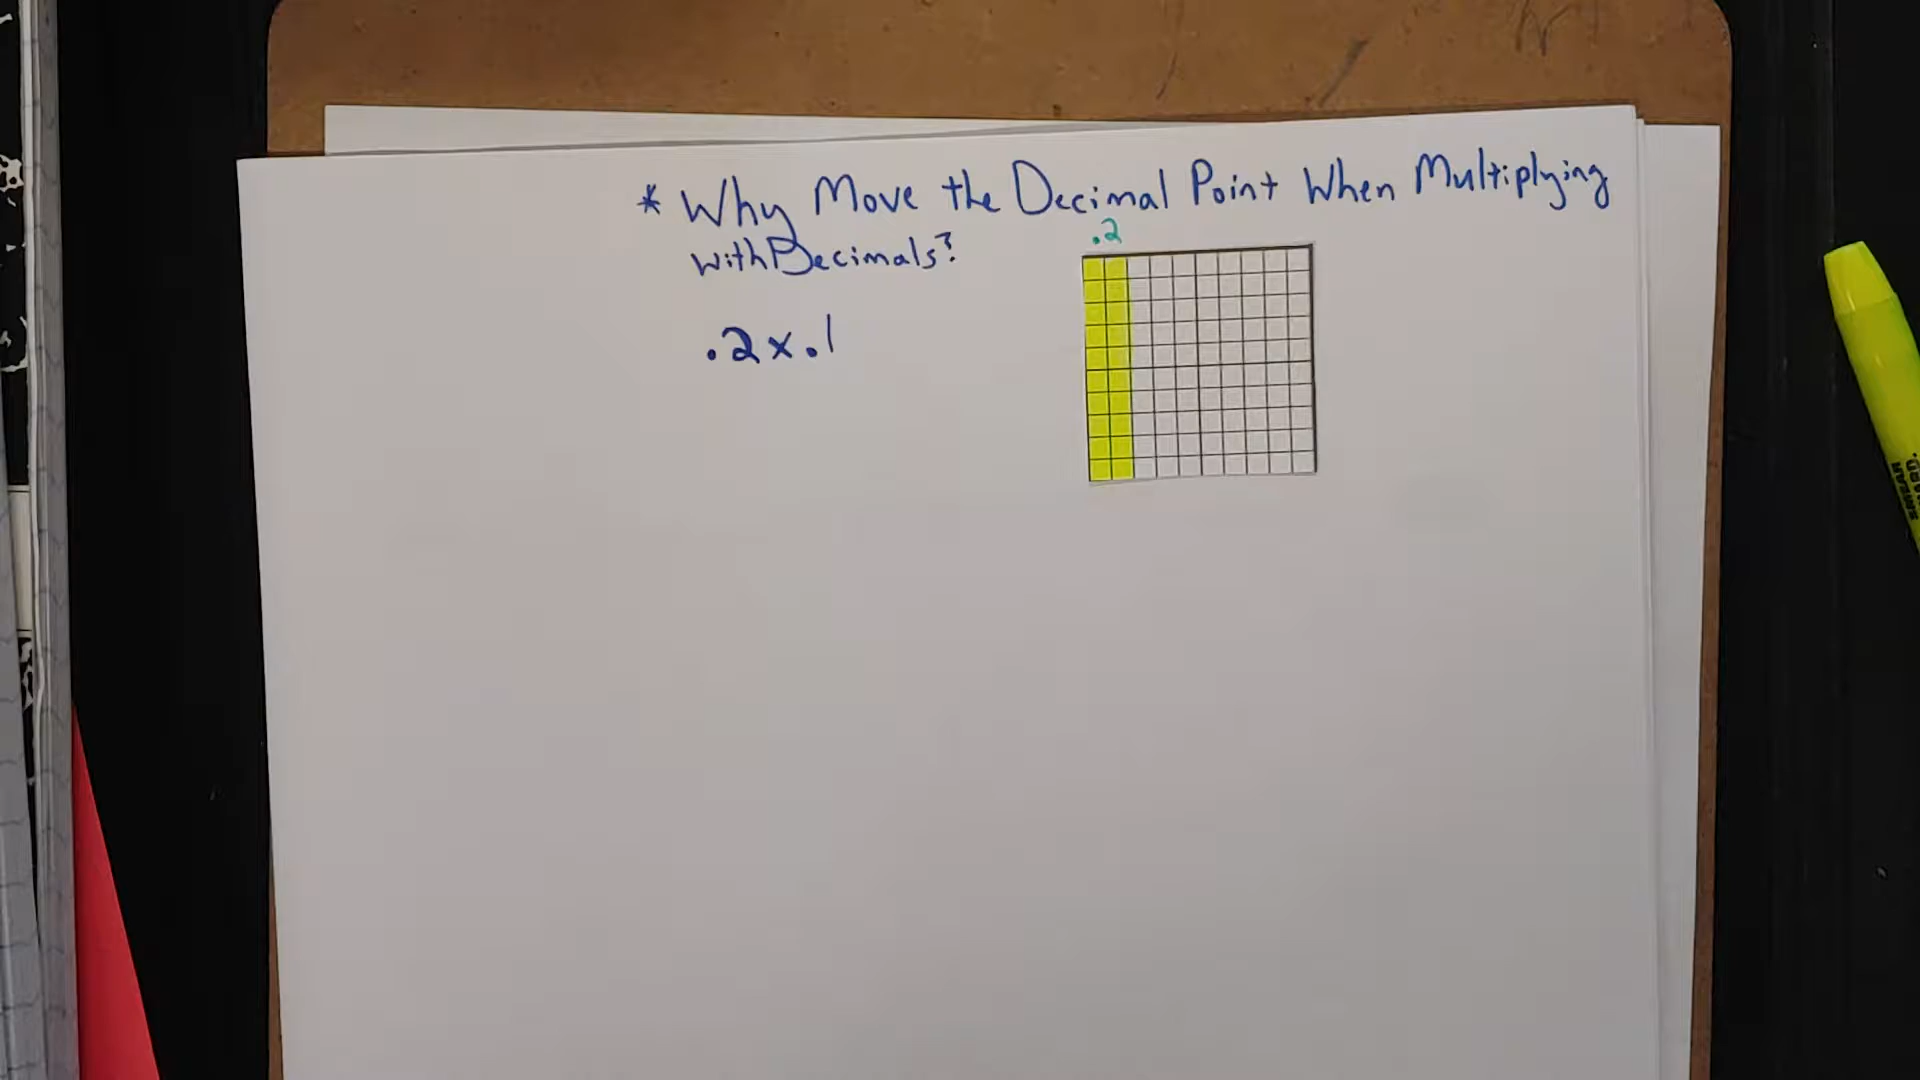 * Why Move the Decimal Point When Multiplying
with Decimals?
.2
.2 x .1